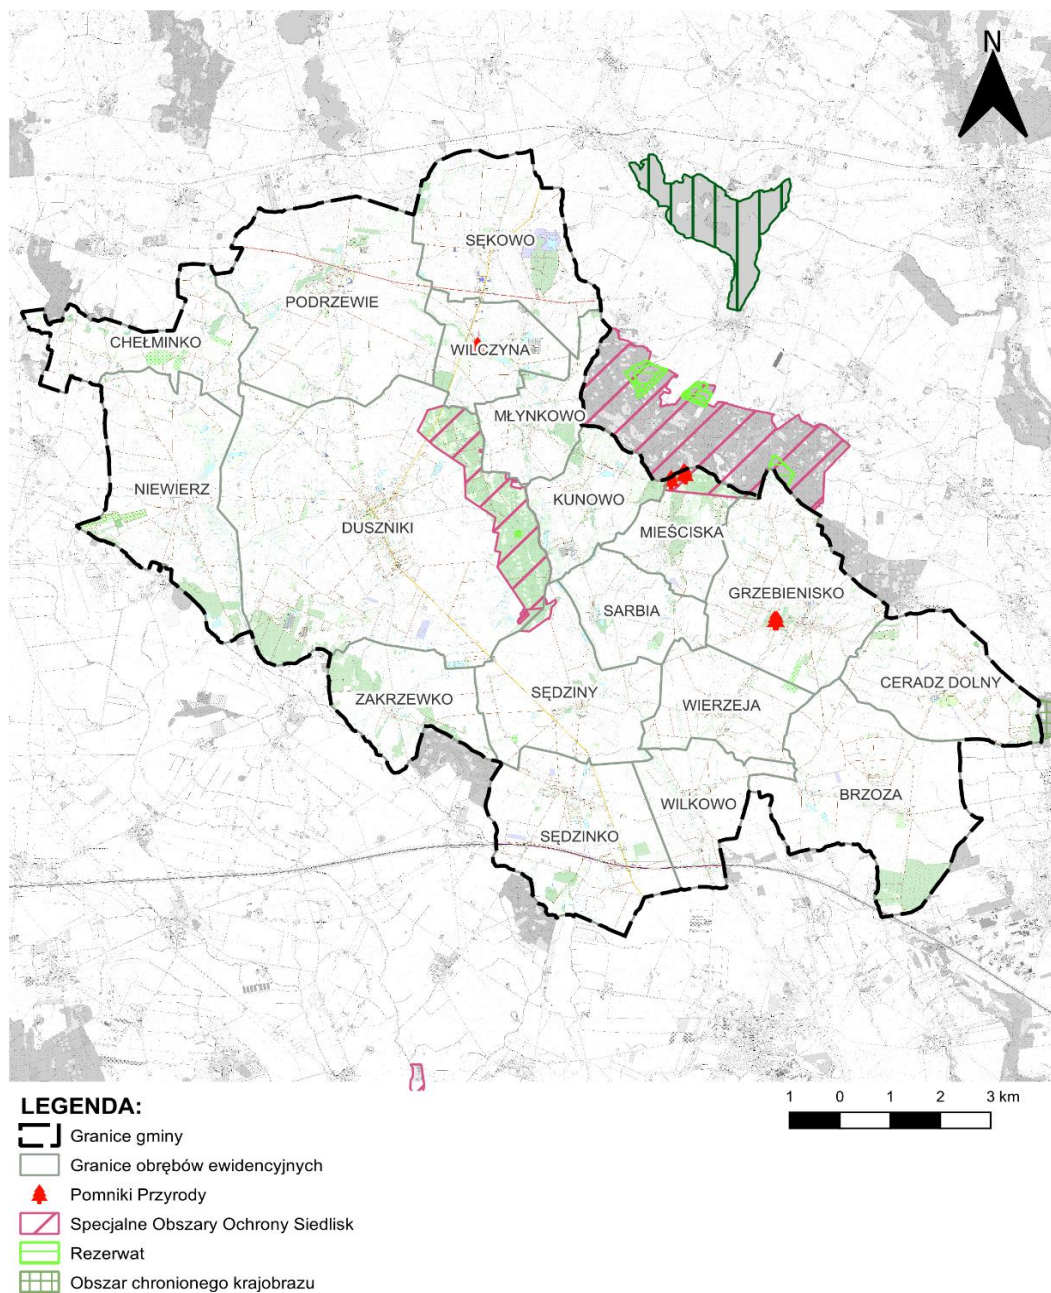 N
SĘKOWO
PODRZEWIE
CHEŁMINKO
WILCZYNA
MŁYNKOWO
NIEWIERZ
KUNOWO
DUSZNIKI
MIEŚCISKA
GRZEBIENISKO
SARBIA
CERADZ DOLNY
SĘDZINY
ZAKRZEWKO
WIERZEJA
BRZOZA
WILKOWO
SĘDZINKO
1 0 1 2 3 km
LEGENDA:
Granice gminy
Granice obrębów ewidencyjnych
Pomniki Przyrody
Specjalne Obszary Ochrony Siedlisk
Rezerwat
Obszar chronionego krajobrazu